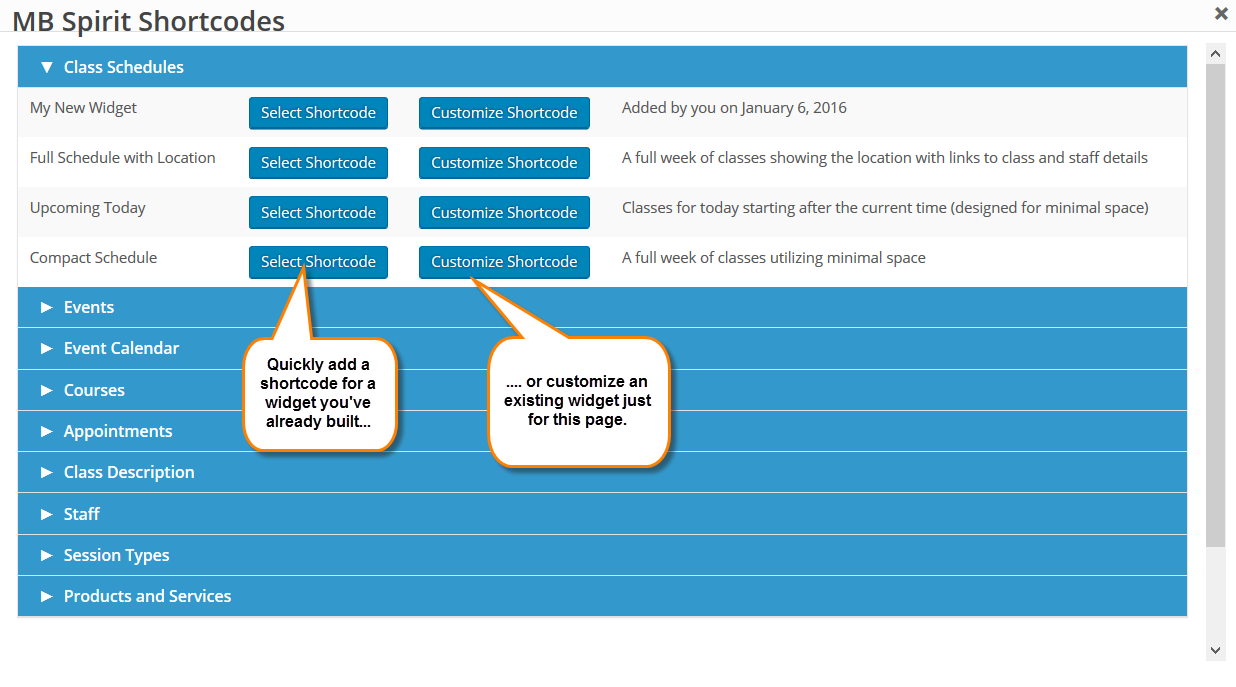 MB Spirit Shortcodes
Class Schedules
My New Widget Select Shortcode Customize Shortcode Added by you on January 6, 2016
Full Schedule with Location Select Shortcode Customize Shortcode A full week of classes showing the location with links to class and staff details
Upcoming Today Select Shortcode Customize Shortcode Classes for today starting after the current time (designed for minimal space)
Compact Schedule Select Shortcode Customize Shortcode A full week of classes utilizing minimal space
Events
Event Calendar
Courses
Appointments
Class Description
Staff
Session Types
Products and Services
Quickly add a
shortcode for a
widget you've
already built...
.... or customize an
existing widget just
for this page.